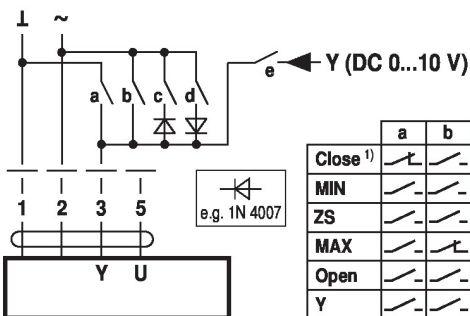 ⊥ ~
Y (DC 0...10 V)
e
a b c d
1 2 3 5
e.g. 1N 4007
Y U
a b
Close 1)
MIN
ZS
MAX
Open
Y